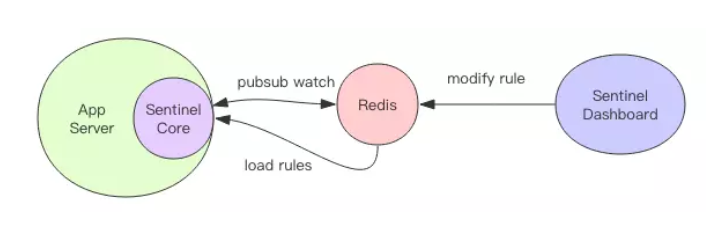 App
Server
Sentinel
Core
pubsub watch
load rules
Redis
modify rule
Sentinel
Dashboard